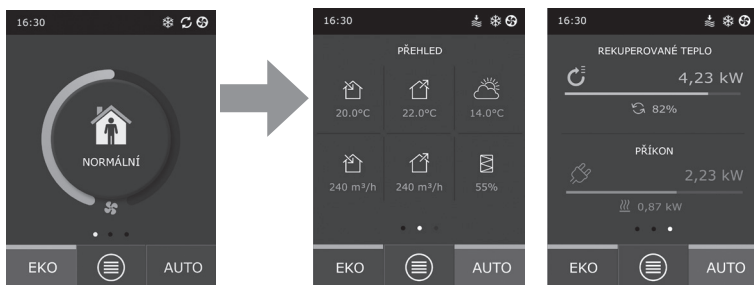 16:30
NORMÁLNÍ
EKO
AUTO
16:30
PŘEHLED
20.0°C 22.0°C 14.0°C
240 m³/h 240 m³/h 55%
EKO
AUTO
16:30
REKUPEROVANÉ TEPLO
4,23 kW
82%
PŘÍKON
2,23 kW
0,87 kW
EKO
AUTO